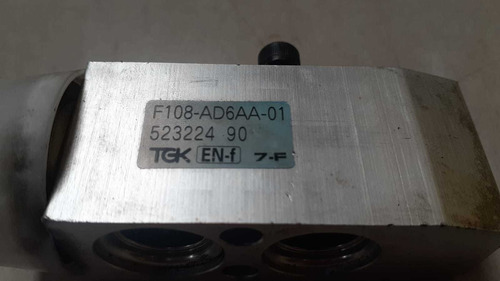 F108-AD6AA-01
523224 90
TGK EN-f 7-F